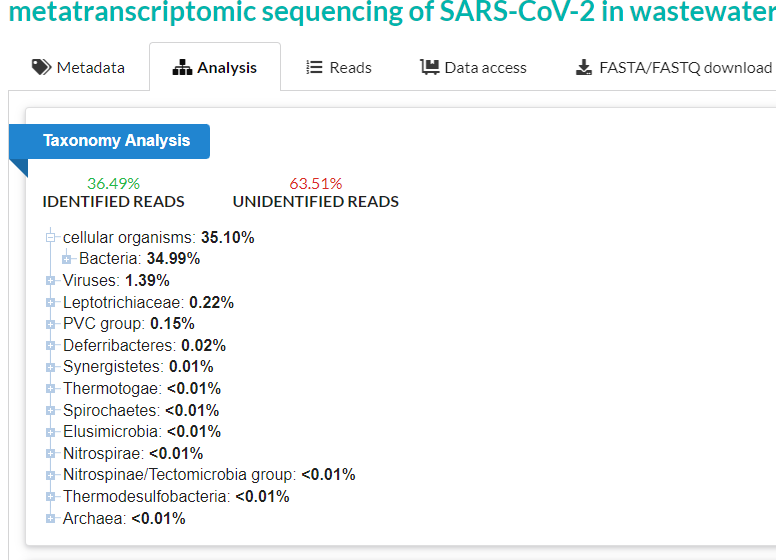 metatranscriptomic sequencing of SARS-CoV-2 in wastewater
Metadata
Analysis
Reads
Data access
FASTA/FASTQ download
Taxonomy Analysis
36.49% 63.51%
IDENTIFIED READS UNIDENTIFIED READS
cellular organisms: 35.10%
Bacteria: 34.99%
Viruses: 1.39%
Leptotrichiaceae: 0.22%
PVC group: 0.15%
Deferribacteres: 0.02%
Synergistetes: 0.01%
Thermotogae: <0.01%
Spirochaetes: <0.01%
Elusimicrobia: <0.01%
Nitrospirae: <0.01%
Nitrospinae/Tectomicrobia group: <0.01%
Thermodesulfobacteria: <0.01%
Archaea: <0.01%